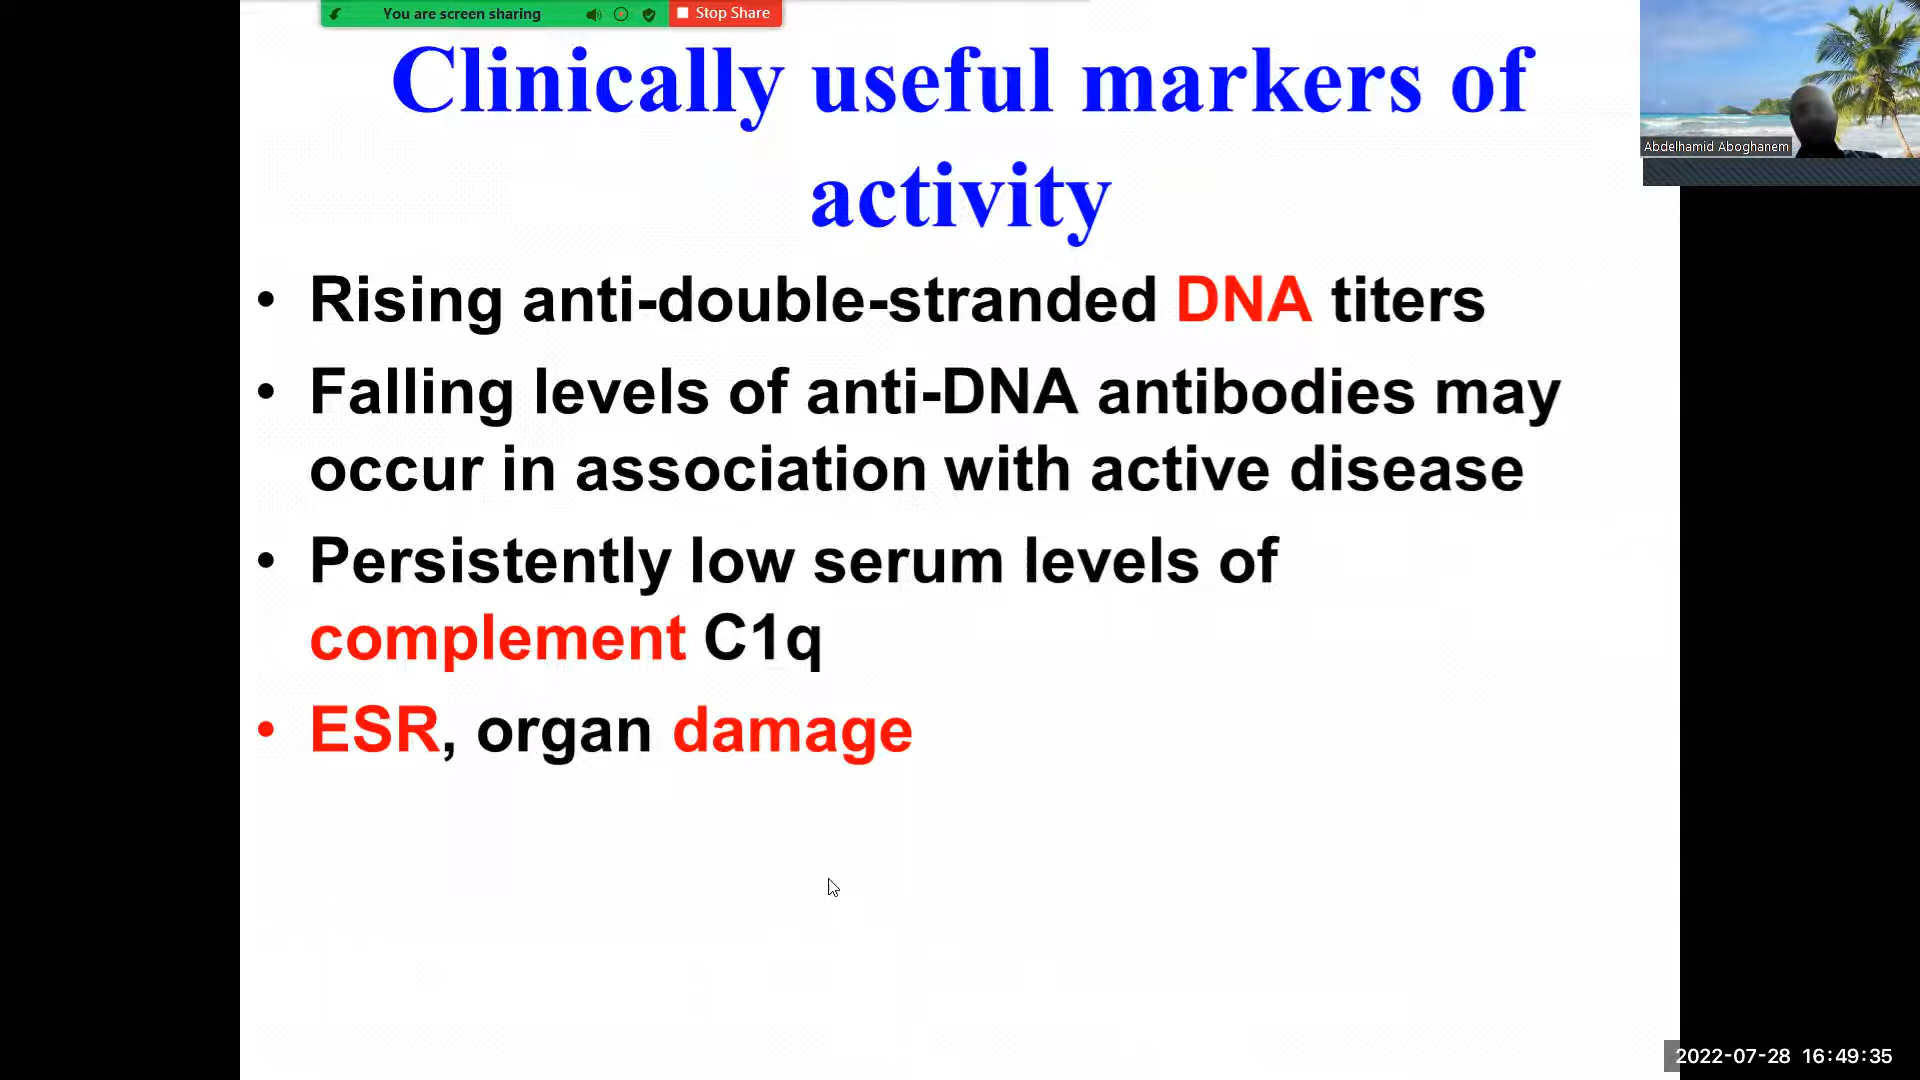 You are screen sharing
Stop Share
Clinically useful markers of
activity
Abdelhamid Aboghanem
• Rising anti-double-stranded DNA titers
• Falling levels of anti-DNA antibodies may
occur in association with active disease
• Persistently low serum levels of
complement C1q
• ESR, organ damage
2022-07-28 16:49:35